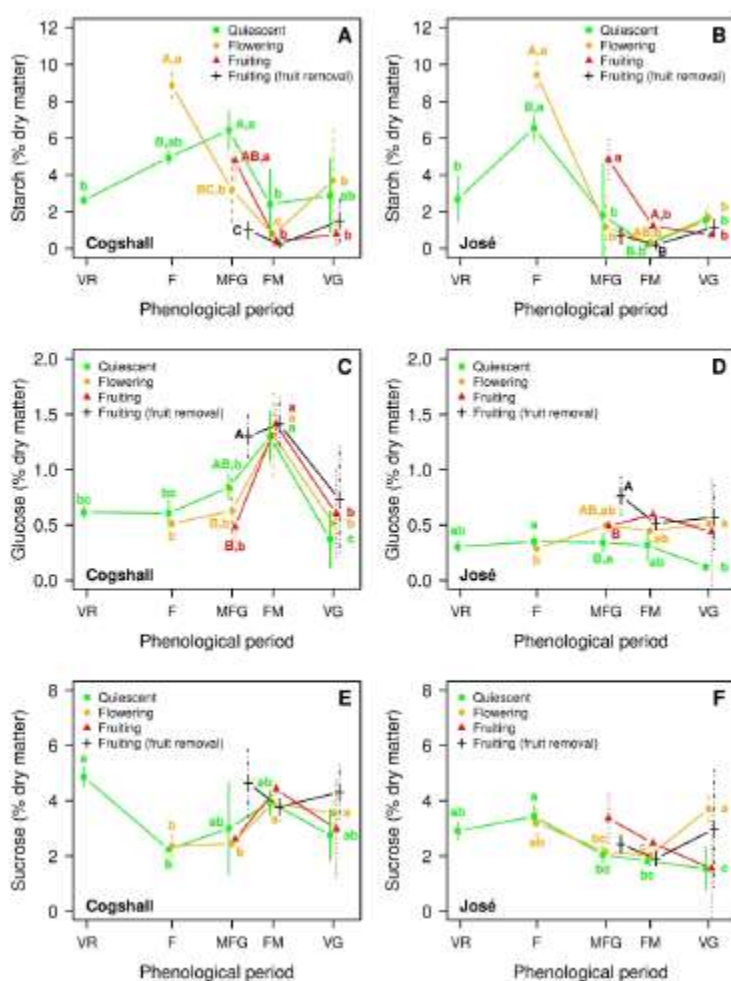 A
Quiescent
Flowering
Fruiting
Fruiting (fruit removal)
12
10
8
6
4
2
0
Starch (% dry matter)
A,a
B,ab
A,a
b
BC,b
AB,a
C
b
b
ab
b
Cogshall
VR F MFG FM VG
Phenological period
B
Quiescent
Flowering
Fruiting
Fruiting (fruit removal)
12
10
8
6
4
2
0
Starch (% dry matter)
A,a
B,a
b
a
b
b
A,b
AB,b
B,b
B
b
b
b
José
VR F MFG FM VG
Phenological period
C
Quiescent
Flowering
Fruiting
Fruiting (fruit removal)
2.0
1.5
1.0
0.5
0.0
Glucose (% dry matter)
bc
bc
b
AB,b
B,b
B,b
A
a
a
a
b
b
c
Cogshall
VR F MFG FM VG
Phenological period
D
Quiescent
Flowering
Fruiting
Fruiting (fruit removal)
2.0
1.5
1.0
0.5
0.0
Glucose (% dry matter)
ab
a
b
AB,ab
B
B,a
A
ab
ab
a
b
José
VR F MFG FM VG
Phenological period
E
Quiescent
Flowering
Fruiting
Fruiting (fruit removal)
8
6
4
2
0
Sucrose (% dry matter)
a
b
b
ab
b
ab
a
ab
Cogshall
VR F MFG FM VG
Phenological period
F
Quiescent
Flowering
Fruiting
Fruiting (fruit removal)
8
6
4
2
0
Sucrose (% dry matter)
ab
a
ab
bc
bc
bc
a
c
José
VR F MFG FM VG
Phenological period